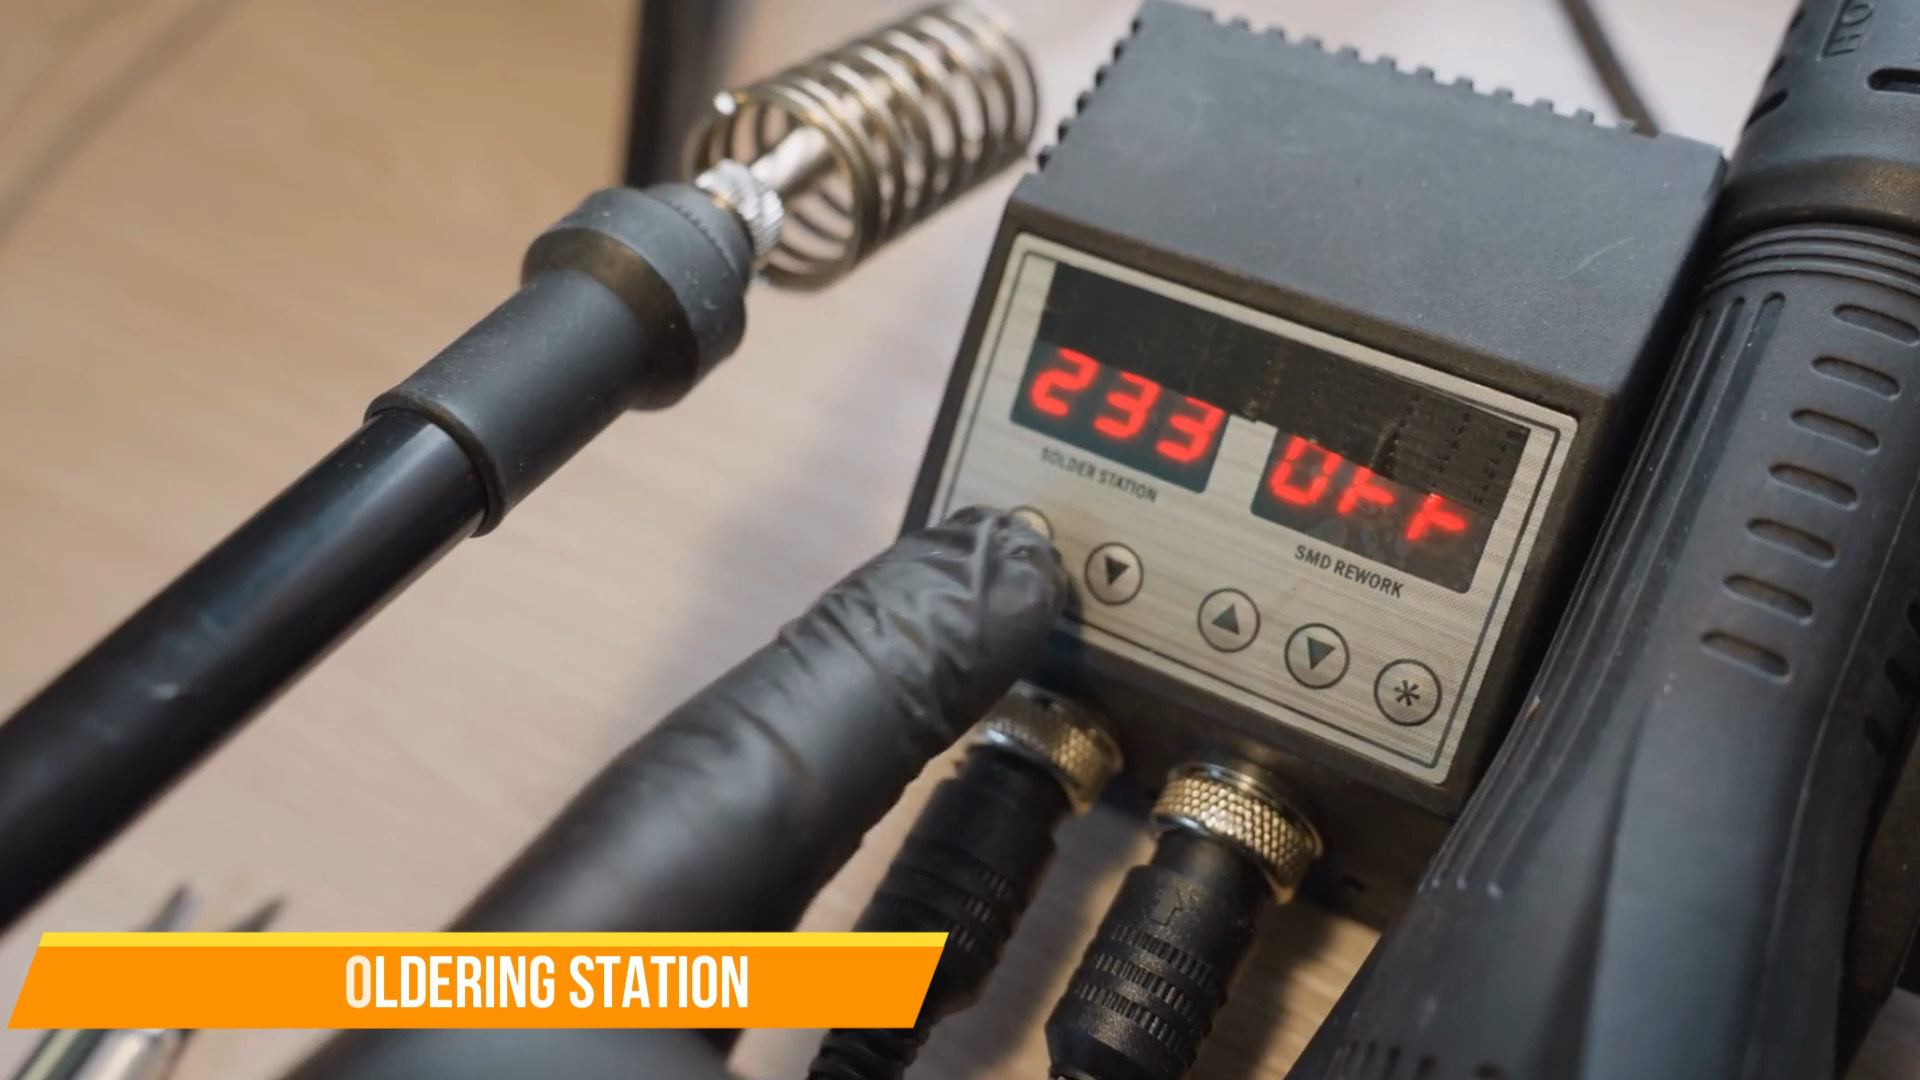 233 OFF
SOLDER STATION
SMD REWORK
OLDERING STATION